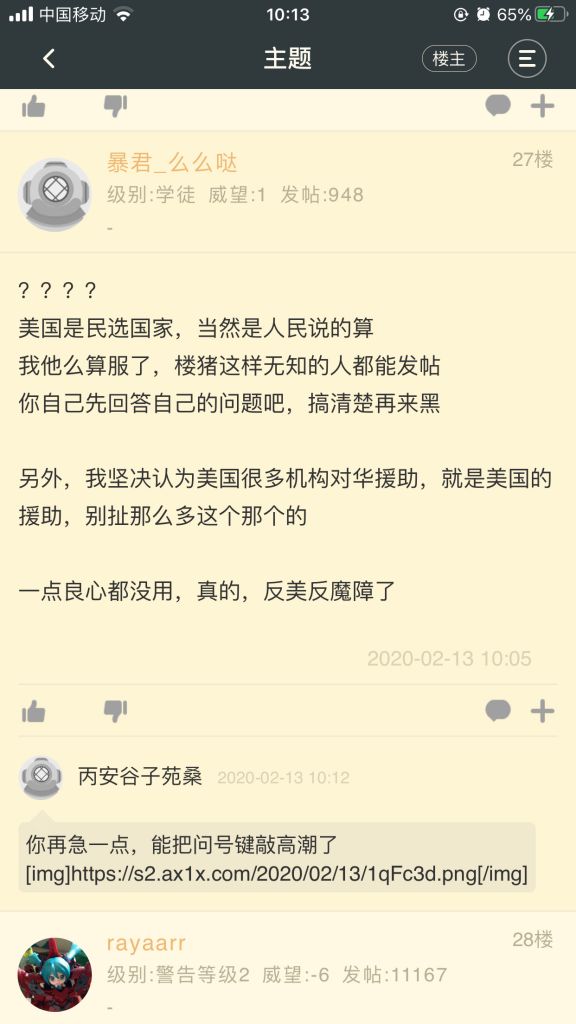 中国移动 10:13 65%
主题 楼主
暴君_么么哒 27楼
级别:学徒 威望:1 发帖:948
-
？？？？
美国是民选国家，当然是人民说的算
我他么算服了，楼猪这样无知的人都能发帖
你自己先回答自己的问题吧，搞清楚再来黑
另外，我坚决认为美国很多机构对华援助，就是美国的
援助，别扯那么多这个那个的
一点良心都没用，真的，反美反魔障了
2020-02-13 10:05
丙安谷子苑桑 2020-02-13 10:12
你再急一点，能把问号键敲高潮了
[img]https://s2.ax1x.com/2020/02/13/1qFc3d.png[/img]
rayaarr 28楼
级别:警告等级2 威望:-6 发帖:11167
-